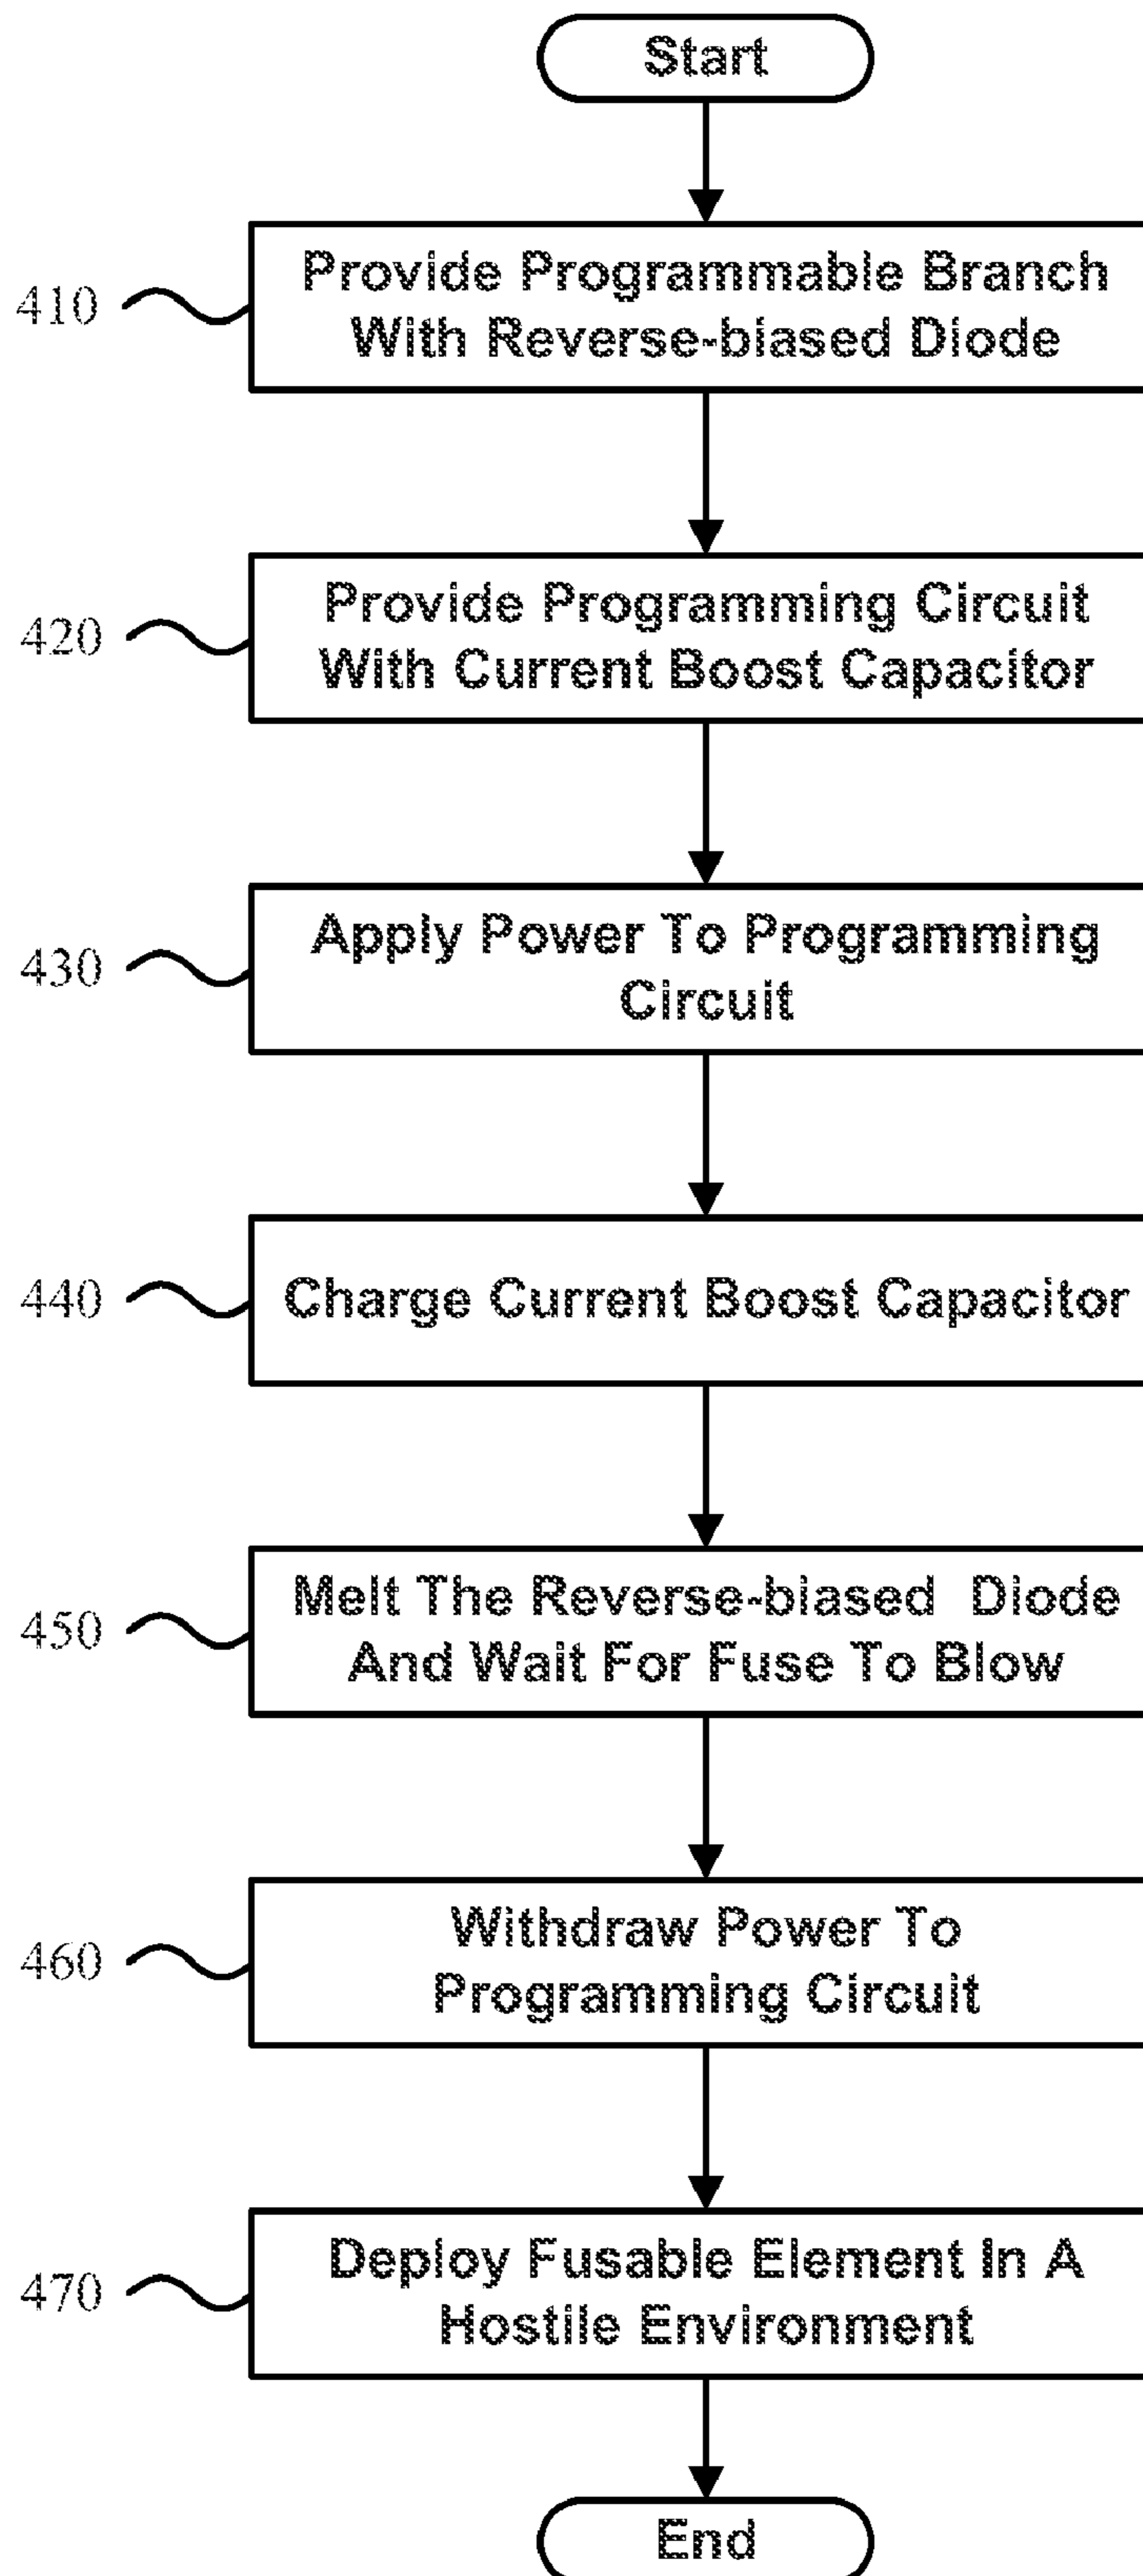 Start
410
Provide Programmable Branch
With Reverse-biased Diode
420
Provide Programming Circuit
With Current Boost Capacitor
430
Apply Power To Programming
Circuit
440
Charge Current Boost Capacitor
450
Melt The Reverse-biased Diode
And Wait For Fuse To Blow
460
Withdraw Power To
Programming Circuit
470
Deploy Fusable Element In A
Hostile Environment
End